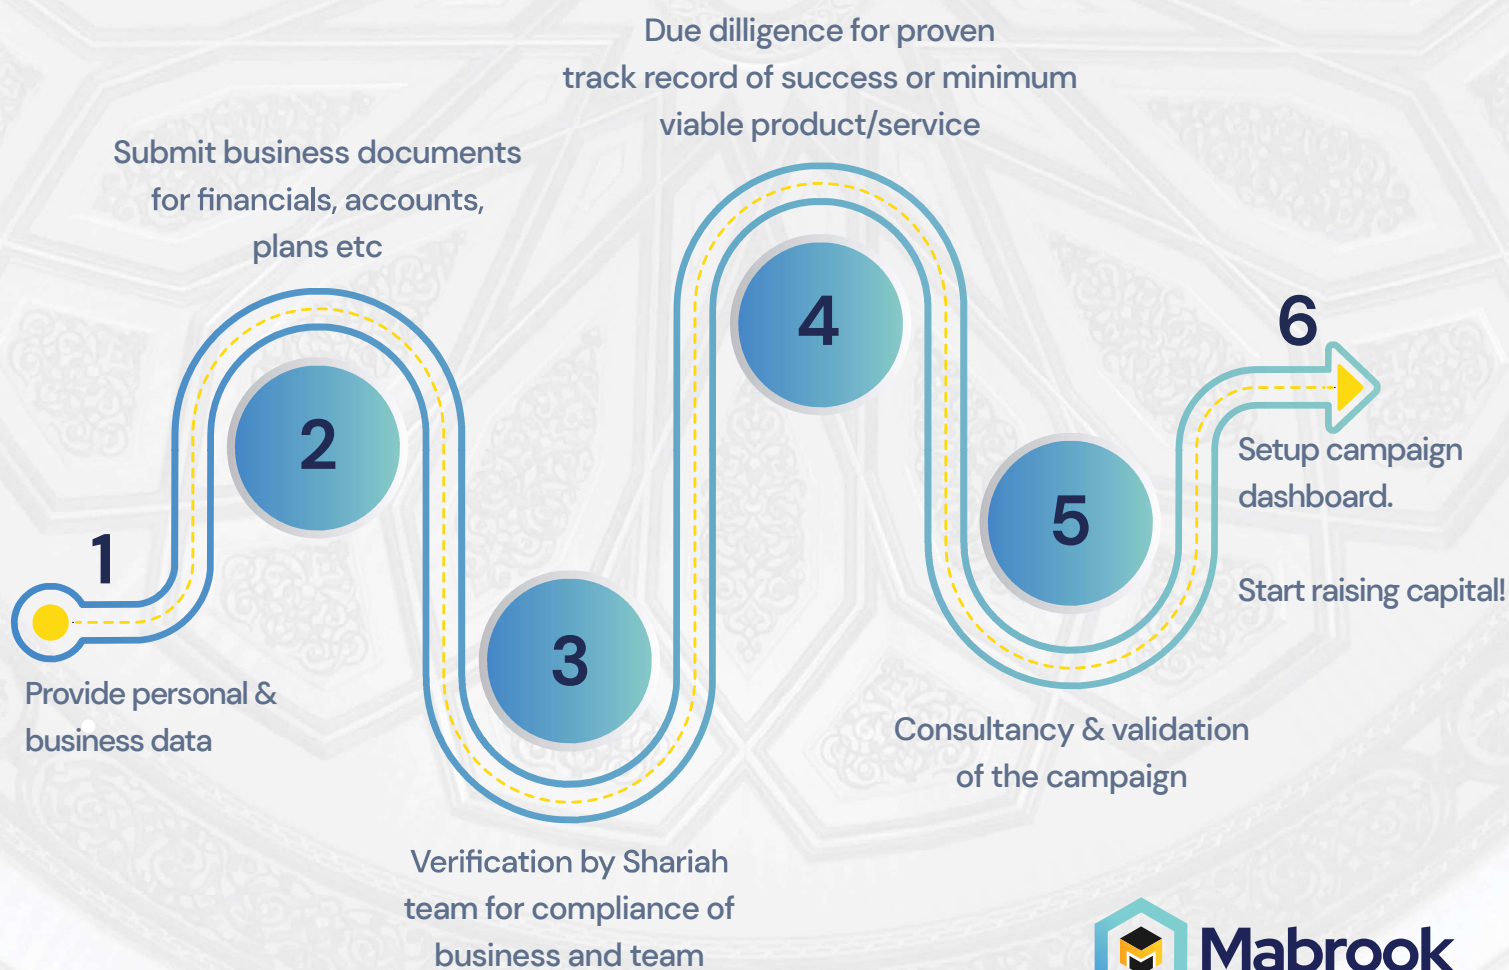 1
Provide personal &
business data
2
Submit business documents
for financials, accounts,
plans etc
3
Verification by Shariah
team for compliance of
business and team
4
Due dilligence for proven
track record of success or minimum
viable product/service
5
Consultancy & validation
of the campaign
6
Setup campaign
dashboard.
Start raising capital!
Mabrook